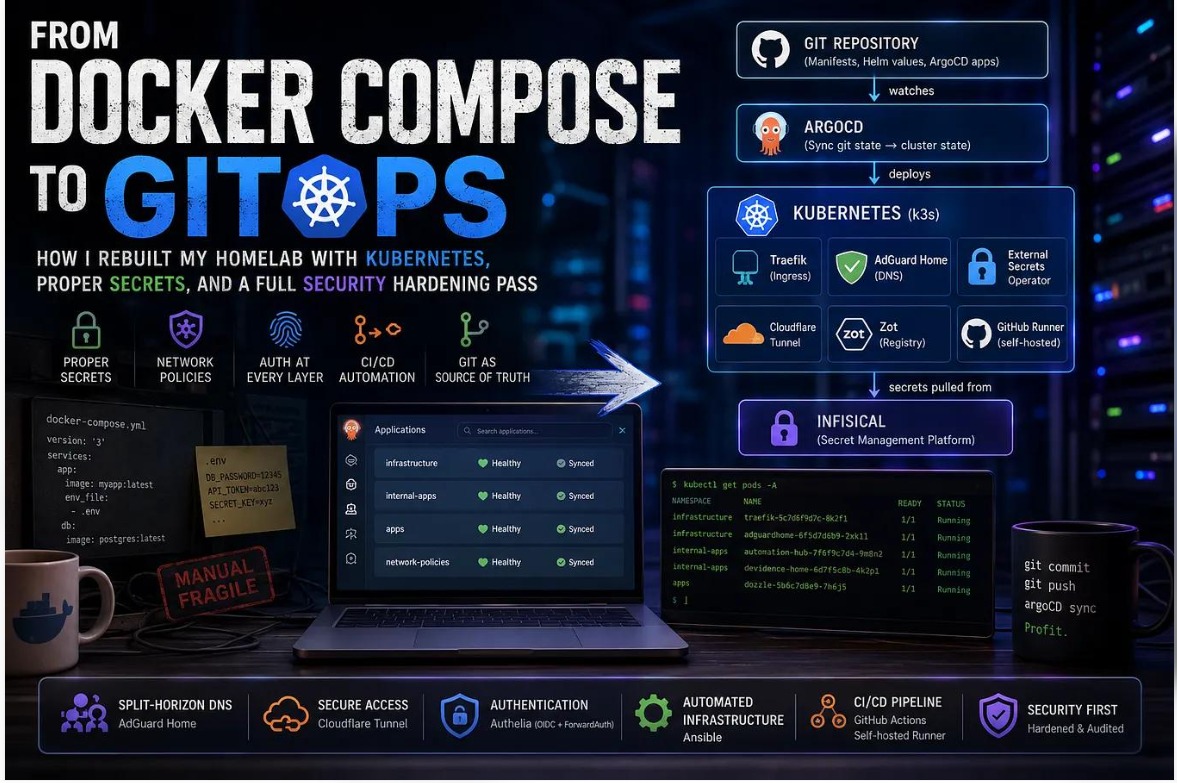 FROM
DOCKER COMPOSE
TO GITOPS
HOW I REBUILT MY HOMELAB WITH KUBERNETES,
PROPER SECRETS, AND A FULL SECURITY HARDENING PASS
PROPER
SECRETS
NETWORK
POLICIES
AUTH AT
EVERY LAYER
CI/CD
AUTOMATION
GIT AS
SOURCE OF TRUTH
GIT REPOSITORY
(Manifests, Helm values, ArgoCD apps)
watches
ARGOCD
(Sync git state → cluster state)
deploys
KUBERNETES (k3s)
Traefik
(Ingress)
AdGuard Home
(DNS)
External
Secrets
Operator
Cloudflare
Tunnel
zot
Zot
(Registry)
GitHub Runner
(self-hosted)
secrets pulled from
INFISICAL
(Secret Management Platform)
docker-compose.yml
version: '3'
services:
app:
image: myapp:latest
env_file:
- .env
db:
image: postgres:latest
.env
DB_PASSWORD=12345
API_TOKEN=abc123
SECRET_KEY=xyz
...
MANUAL
FRAGILE
Applications
Search applications...
infrastructure Healthy Synced
internal-apps Healthy Synced
apps Healthy Synced
network-policies Healthy Synced
$ kubectl get pods -A
NAMESPACE NAME READY STATUS
infrastructure traefik-5c7d6f9d7c-8k2f1 1/1 Running
infrastructure adguardhome-6f5d7d6b9-2xkl1 1/1 Running
internal-apps automation-hub-7f6f9c7d4-9m8n2 1/1 Running
internal-apps devidence-home-6d7f5c8b-4k2p1 1/1 Running
apps dozzle-5b6c7d8e9-7h6j5 1/1 Running
$
git commit
git push
argoCD sync
Profit.
SPLIT-HORIZON DNS
AdGuard Home
SECURE ACCESS
Cloudflare Tunnel
AUTHENTICATION
Authelia (OIDC + ForwardAuth)
AUTOMATED
INFRASTRUCTURE
Ansible
CI/CD PIPELINE
GitHub Actions
Self-hosted Runner
SECURITY FIRST
Hardened & Audited